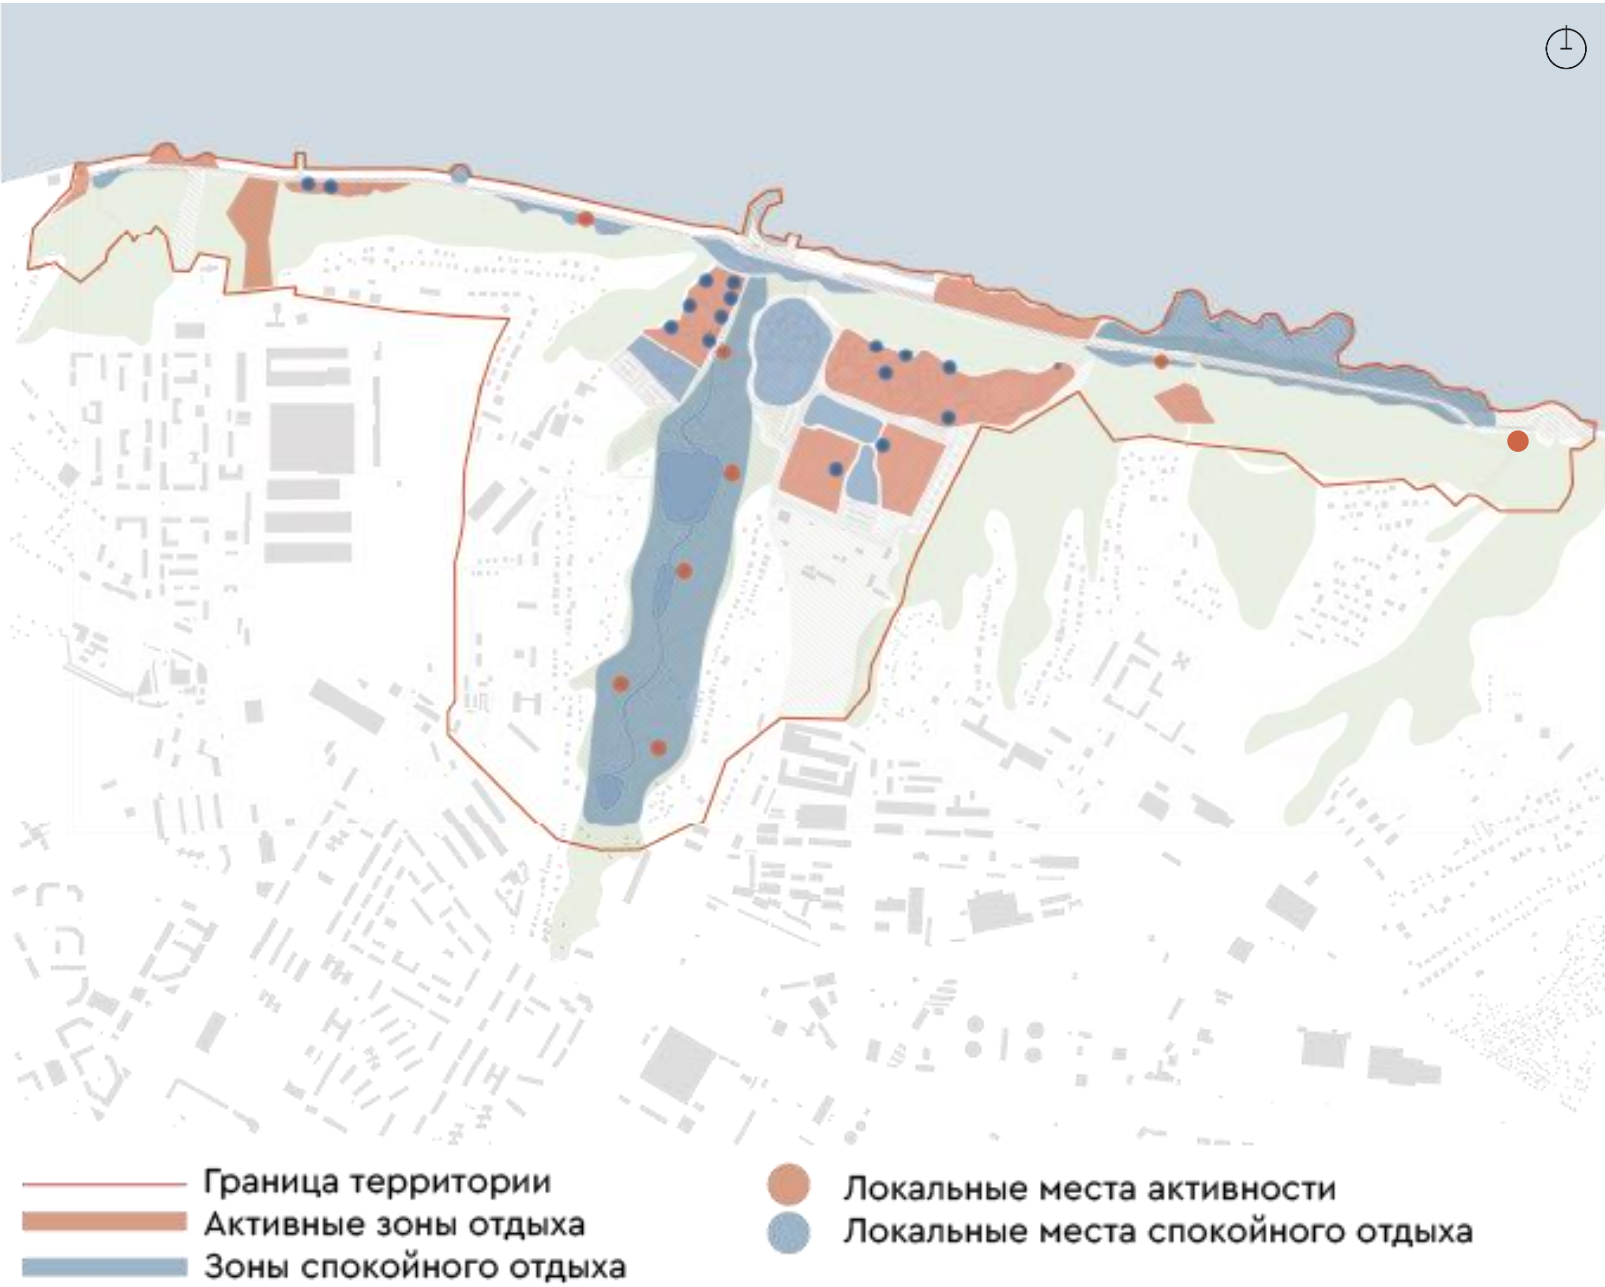 Граница территории
Активные зоны отдыха
Зоны спокойного отдыха
Локальные места активности
Локальные места спокойного отдыха